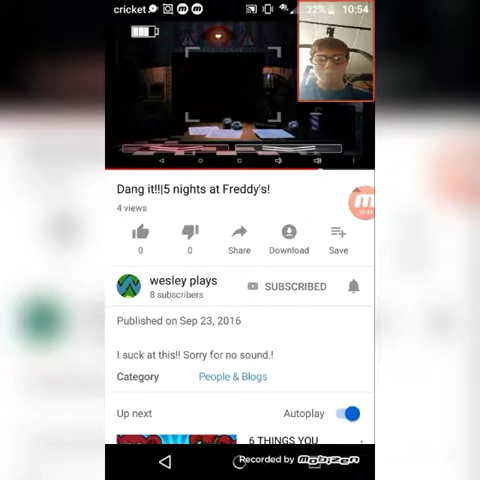 cricket
22%
10:54
Dang it!!|5 nights at Freddy's!
4 views
0
0
Share
Download
Save
wesley plays
8 subscribers
SUBSCRIBED
Published on Sep 23, 2016
I suck at this!! Sorry for no sound.!
Category
People & Blogs
Up next
Autoplay
6 THINGS YOU
Recorded by mobizen